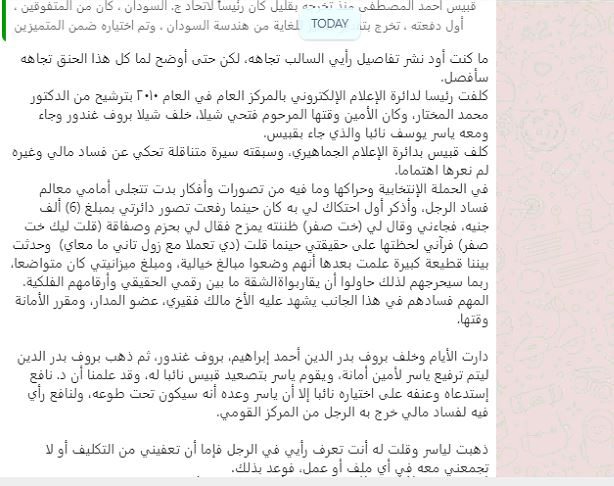 قبيس أحمد المصطفى منذ تخرجه بقليل كان رئيساً لاتحاد ج. السودان ، كان من المتفوقين ،
أول دفعته ، تخرج للغاية من هندسة السودان ، وتم اختياره ضمن المتميزين
TODAY
ما كنت أود نشر تفاصيل رأيي السالب تجاهه، لكن حتى أوضح لما كل هذا الحنق تجاهه
سأفصل.
كلفت رئيسا لدائرة الإعلام الإلكتروني بالمركز العام في العام ٢٠١٠ بترشيح من الدكتور
محمد المختار، وكان الأمين وقتها المرحوم فتحي شيلا، خلف شيلا بروف غندور وجاء
ومعه ياسر يوسف نائبا والذي جاء بقبيس.
كلف قبيس بدائرة الإعلام الجماهيري، وسبقته سيرة متناقلة تحكي عن فساد مالي وغيره
لم نعرها اهتماما.
في الحملة الإنتخابية وحراكها وما فيه من تصورات وأفكار بدت تتجلى أمامي معالم
فساد الرجل، وأذكر أول احتكاك لي به كان حينما رفعت تصور دائرتي بمبلغ (6) ألف
جنيه، فجاءني وقال لي (خت صفر) ظننته يمزح فقال لي بحزم وصفاقة (قلت ليك خت
صفر) فرآني لحظتها على حقيقتي حينما قلت (دي تعملا مع زول تاني ما معاي) وحدثت
بيننا قطيعة كبيرة علمت بعدها أنهم وضعوا مبالغ خيالية، ومبلغ ميزانيتي كان متواضعا،
ربما سيحرجهم لذلك حاولوا أن يقاربواةالشقة ما بين رقمي الحقيقي وأرقامهم الفلكية.
المهم فسادهم في هذا الجانب يشهد عليه الأخ مالك فقيري، عضو المدار، ومقرر الأمانة
وقتها.
دارت الأيام وخلف بروف بدر الدين أحمد إبراهيم، بروف غندور، ثم ذهب بروف بدر الدين
ليتم ترفيع ياسر لأمين أمانة، ويقوم ياسر بتصعيد قبيس نائبا له، وقد علمنا أن د. نافع
إستدعاه وعنفه على اختياره نائبا إلا أن ياسر وعده أنه سيكون تحت طوعه، ولنافع رأي
فيه لفساد مالي خرج به الرجل من المركز القومي.
ذهبت لياسر وقلت له أنت تعرف رأيي في الرجل فإما أن تعفيني من التكليف أو لا
تجمعني معه في أي ملف أو عمل، فوعد بذلك.